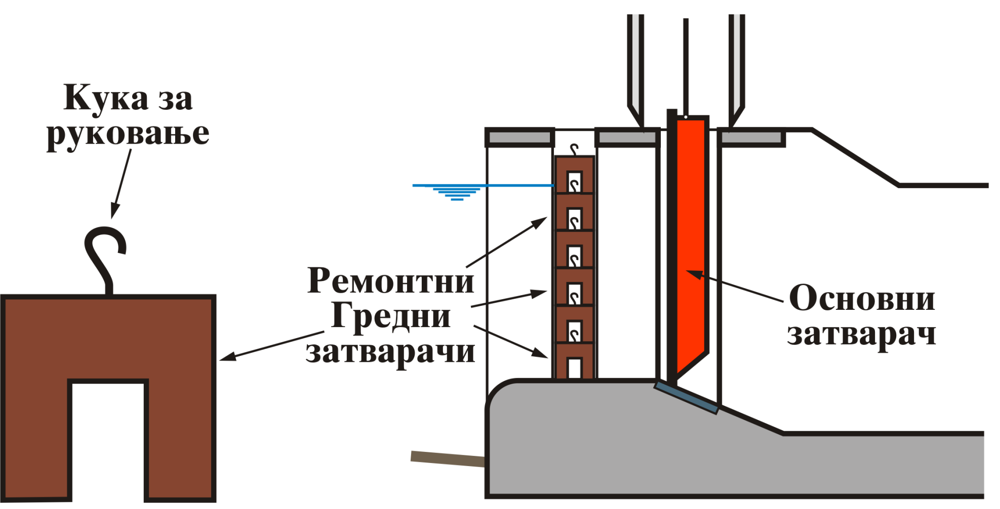 Кука за
руковање
Ремонтни
Гредни
затварачи
Основни
затварач